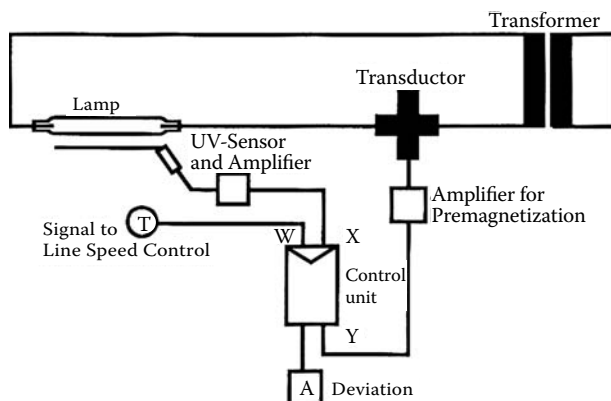 Transformer
Transductor
Lamp
UV-Sensor
and Amplifier
Amplifier for
Premagnetization
Signal to
Line Speed Control
T
W
X
Control
unit
Y
A
Deviation